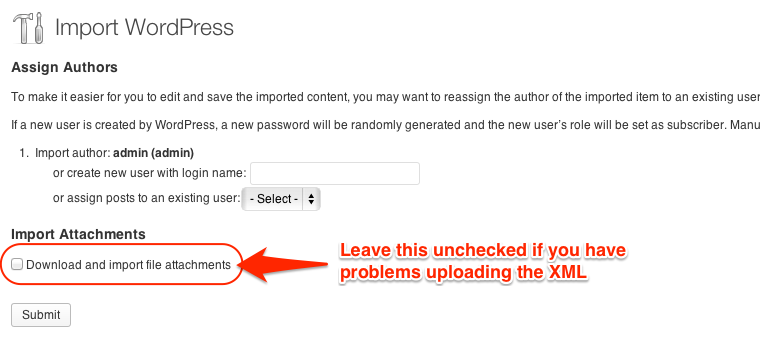 Import WordPress
Assign Authors
To make it easier for you to edit and save the imported content, you may want to reassign the author of the imported item to an existing user
If a new user is created by WordPress, a new password will be randomly generated and the new user's role will be set as subscriber. Manu
1. Import author: admin (admin)
or create new user with login name:
or assign posts to an existing user: - Select -
Import Attachments
Download and import file attachments
Leave this unchecked if you have
problems uploading the XML
Submit